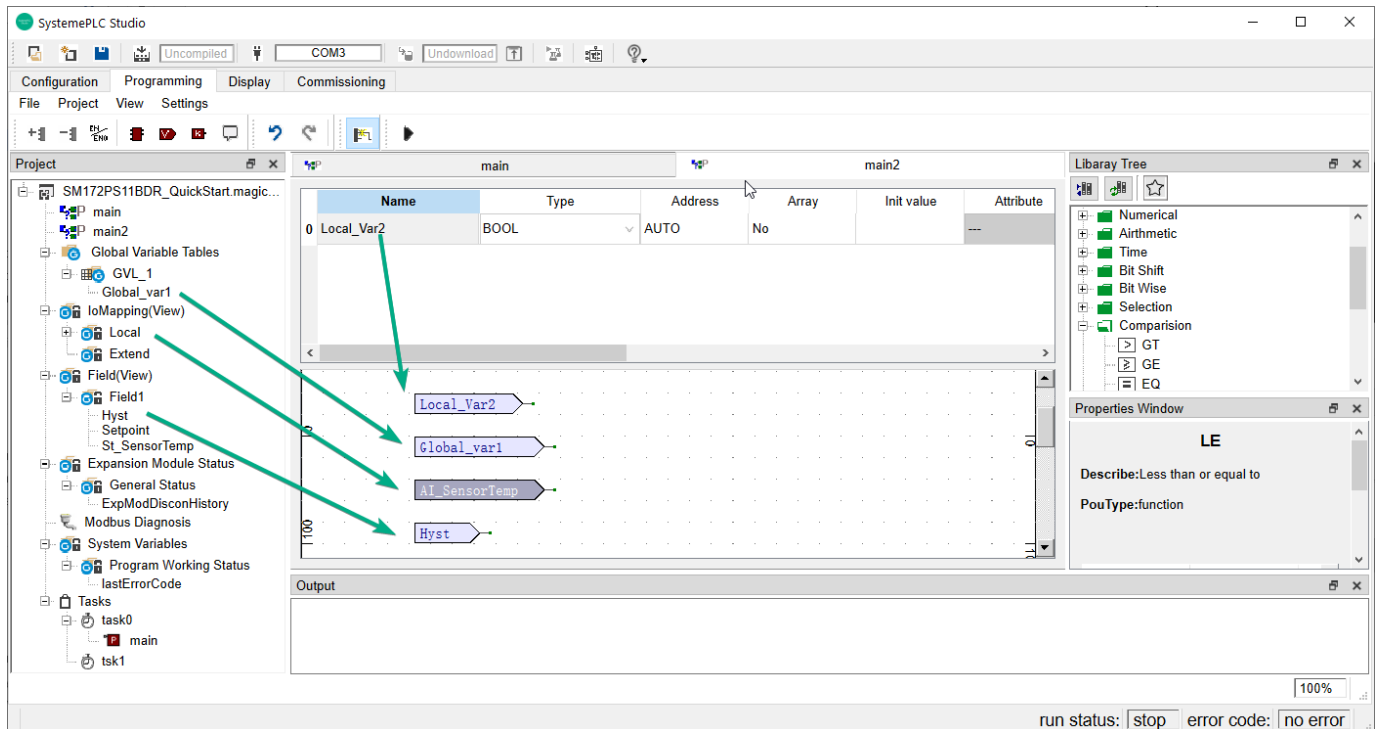 SystemePLC Studio
Uncompiled COM3 Undownload
Configuration Programming Display Commissioning
File Project View Settings
EN/ENO V K
Project
SM172PS11BDR_QuickStart.magic...
P main
P main2
Global Variable Tables
GVL_1
Global_var1
IoMapping(View)
Local
Extend
Field(View)
Field1
Hyst
Setpoint
St_SensorTemp
Expansion Module Status
General Status
ExpModDisconHistory
Modbus Diagnosis
System Variables
Program Working Status
lastErrorCode
Tasks
task0
P main
tsk1
P main P main2
Name Type Address Array Init value Attribute
0 Local_Var2 BOOL AUTO No ---
Local_Var2
0
Global_var1
AI_SensorTemp
100
Hyst
Output
Libaray Tree
Numerical
Airthmetic
Time
Bit Shift
Bit Wise
Selection
Comparision
> GT
≥ GE
= EQ
Properties Window
LE
Describe:Less than or equal to
PouType:function
100%
run status: stop error code: no error